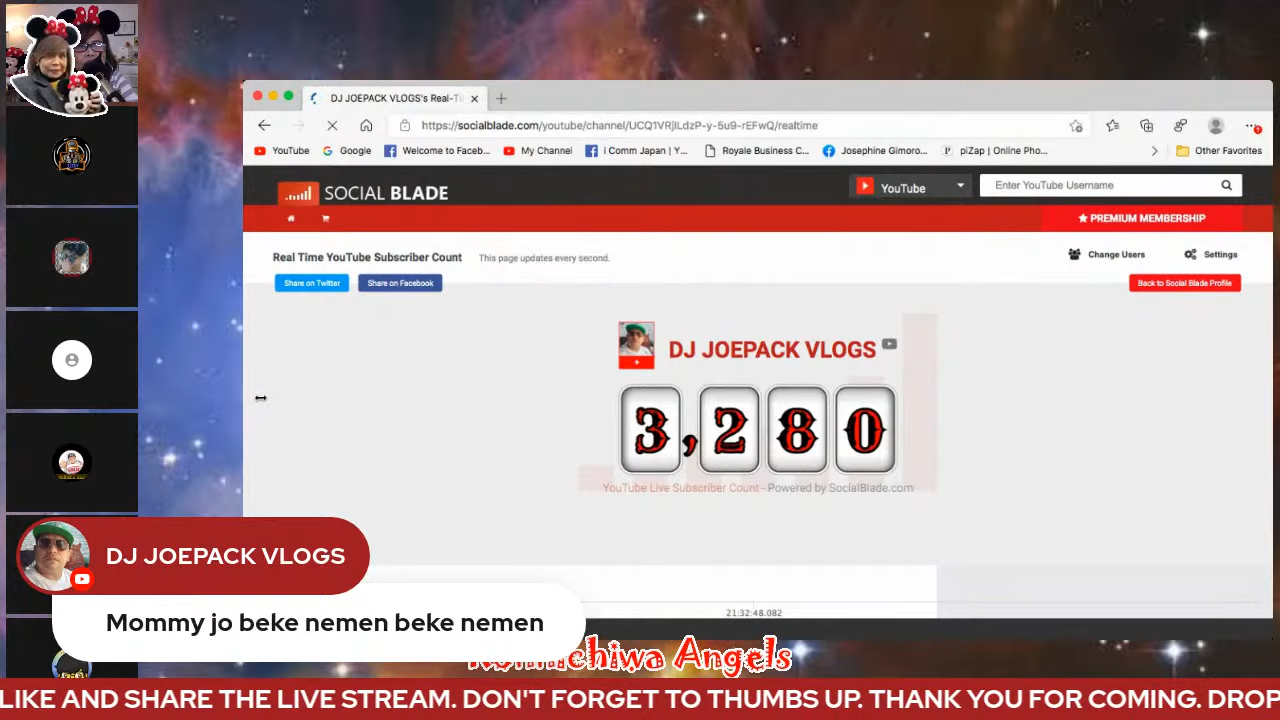 DJ JOEPACK VLOGS's Real-Ti
https://socialblade.com/youtube/channel/UCQ1VRjlLdzP-y-5u9-rEFwQ/realtime
YouTube Google Welcome to Faceb... My Channel i Comm Japan | Y... Royale Business C... Josephine Gimoro... piZap | Online Pho... Other Favorites
SOCIAL BLADE
YouTube
Enter YouTube Username
PREMIUM MEMBERSHIP
Real Time YouTube Subscriber Count This page updates every second.
Change Users Settings
Share on Twitter Share on Facebook
Back to Social Blade Profile
DJ JOEPACK VLOGS
3,280
YouTube Live Subscriber Count - Powered by SocialBlade.com
21:32:48.082
DJ JOEPACK VLOGS
Mommy jo beke nemen beke nemen
Angels
LIKE AND SHARE THE LIVE STREAM. DON'T FORGET TO THUMBS UP. THANK YOU FOR COMING. DROP